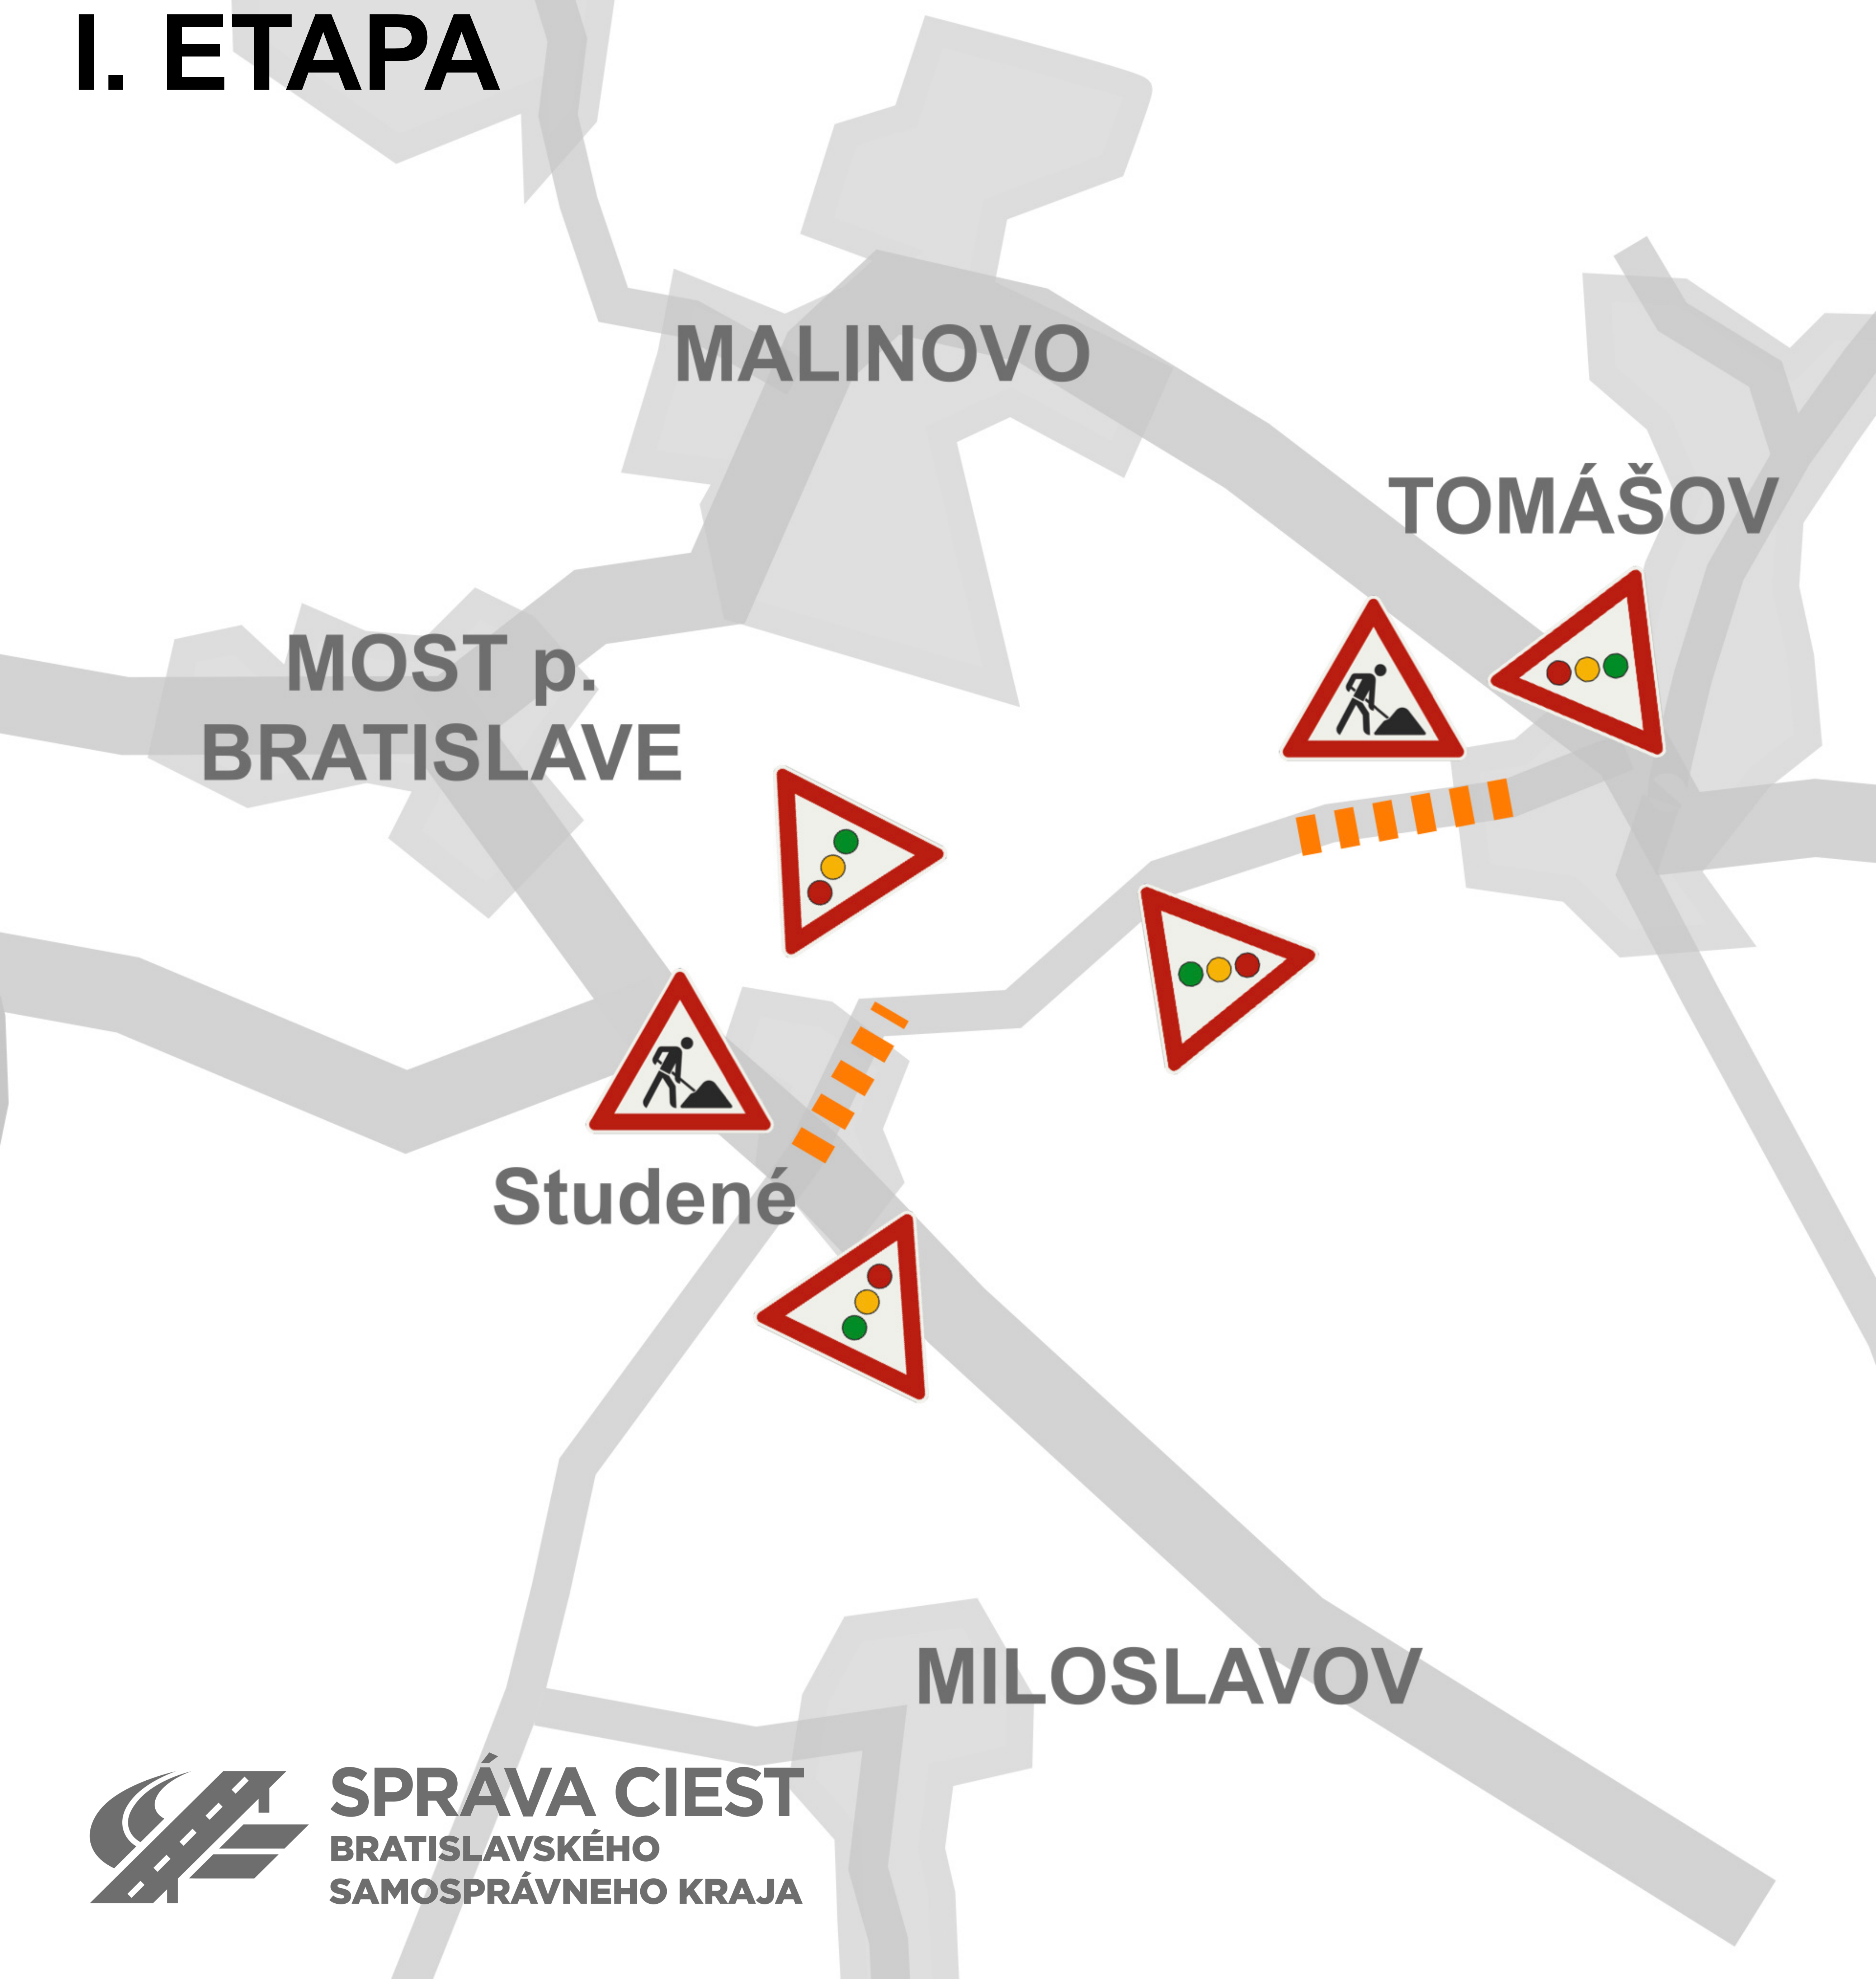 I. ETAPA
MALINOVO
TOMÁŠOV
MOST p.
BRATISLAVE
Studené
MILOSLAVOV
SPRÁVA CIEST
BRATISLAVSKÉHO
SAMOSPRÁVNEHO KRAJA